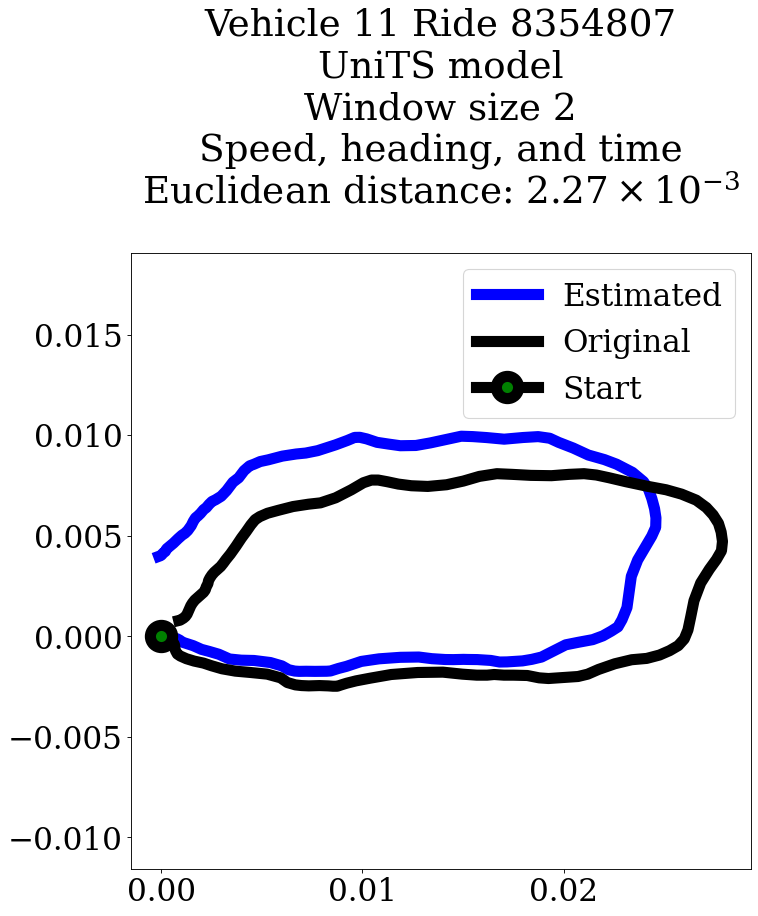 Vehicle 11 Ride 8354807
UniTS model
Window size 2
Speed, heading, and time
Euclidean distance: 2.27 × 10⁻³
Estimated
Original
Start
0.015
0.010
0.005
0.000
−0.005
−0.010
0.00 0.01 0.02